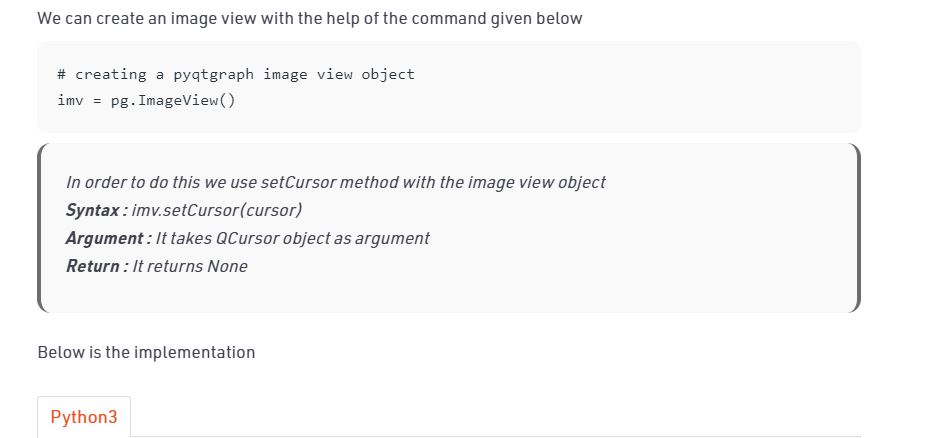 We can create an image view with the help of the command given below
# creating a pyqtgraph image view object
imv = pg.ImageView()
In order to do this we use setCursor method with the image view object
Syntax : imv.setCursor(cursor)
Argument : It takes QCursor object as argument
Return : It returns None
Below is the implementation
Python3